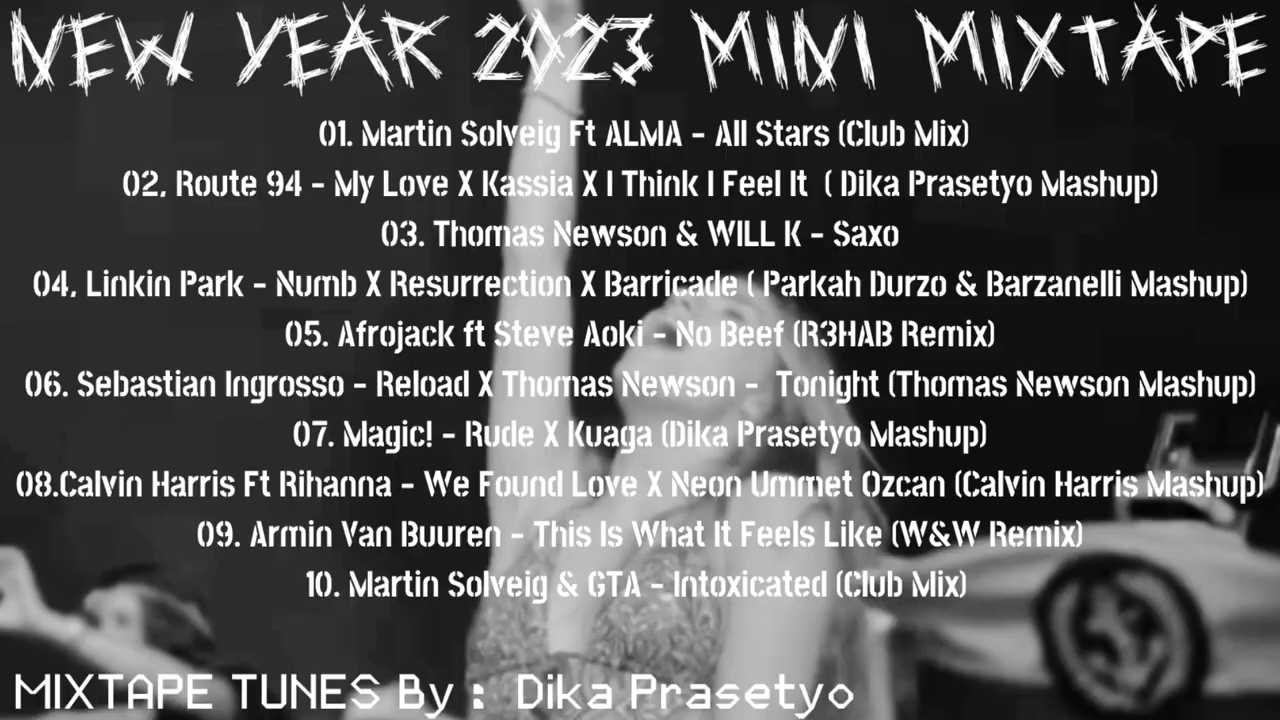 NEW YEAR 2023 MINI MIXTAPE
01. Martin Solveig Ft ALMA - All Stars (Club Mix)
02. Route 94 - My Love X Kassia X I Think I Feel It ( Dika Prasetyo Mashup)
03. Thomas Newson & WILL K - Saxo
04. Linkin Park - Numb X Resurrection X Barricade ( Parkah Durzo & Barzanelli Mashup)
05. Afrojack ft Steve Aoki - No Beef (R3HAB Remix)
06. Sebastian Ingrosso - Reload X Thomas Newson - Tonight (Thomas Newson Mashup)
07. Magic! - Rude X Kuaga (Dika Prasetyo Mashup)
08.Calvin Harris Ft Rihanna - We Found Love X Neon Ummet Ozcan (Calvin Harris Mashup)
09. Armin Van Buuren - This Is What It Feels Like (W&W Remix)
10. Martin Solveig & GTA - Intoxicated (Club Mix)
MIXTAPE TUNES By : Dika Prasetyo